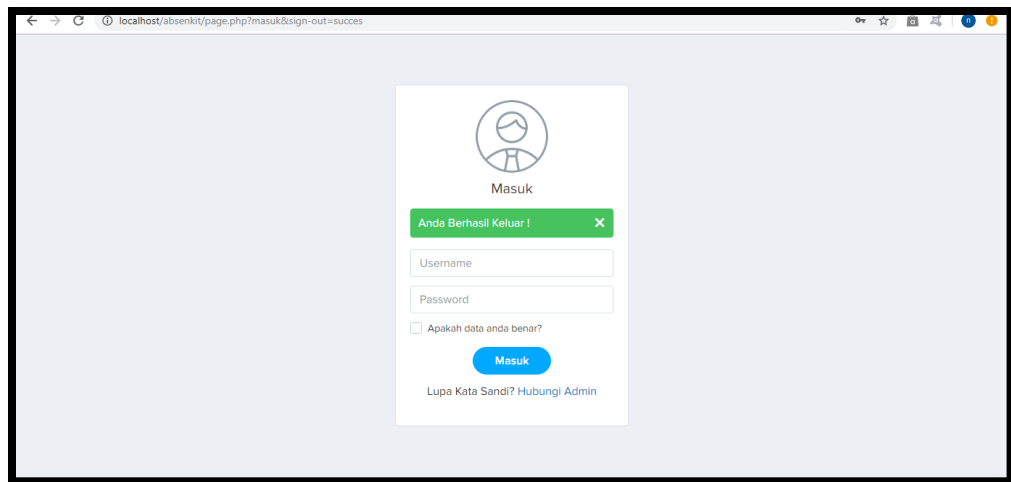 localhost/absenkit/page.php?masuk&sign-out=succes
Masuk
Anda Berhasil Keluar !
Username
Password
Apakah data anda benar?
Masuk
Lupa Kata Sandi? Hubungi Admin